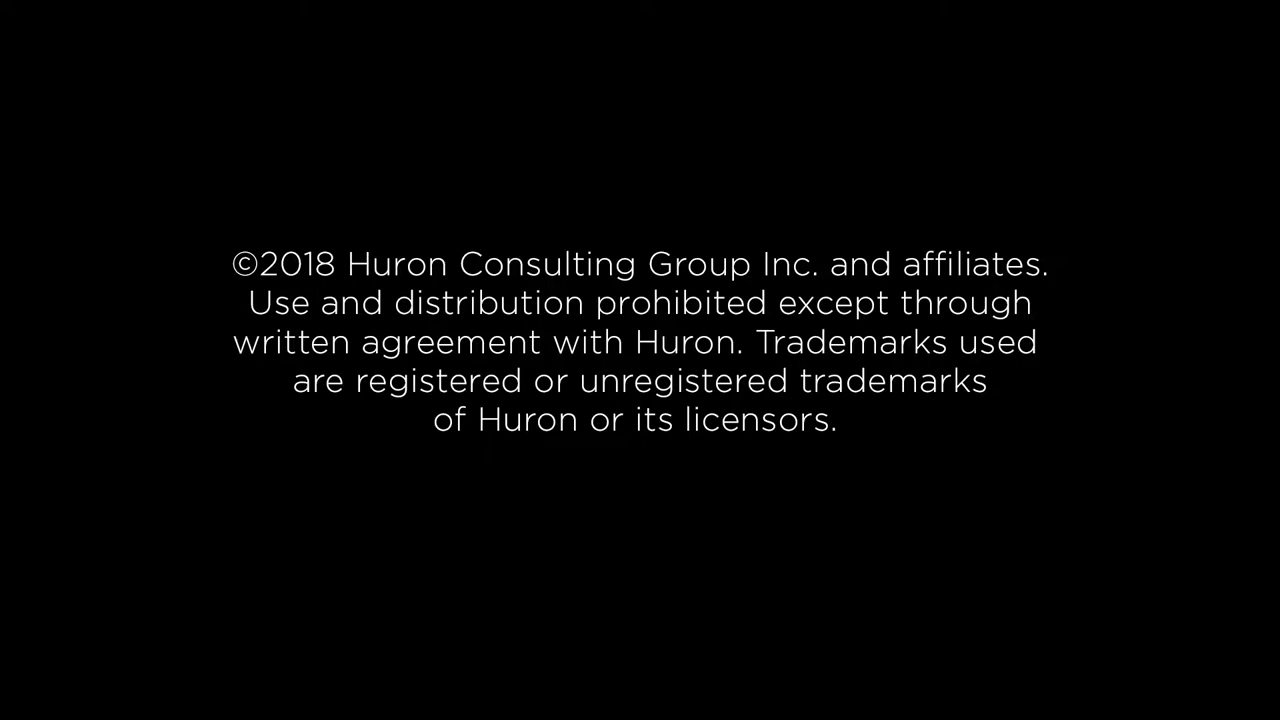 ©2018 Huron Consulting Group Inc. and affiliates.
Use and distribution prohibited except through
written agreement with Huron. Trademarks used
are registered or unregistered trademarks
of Huron or its licensors.